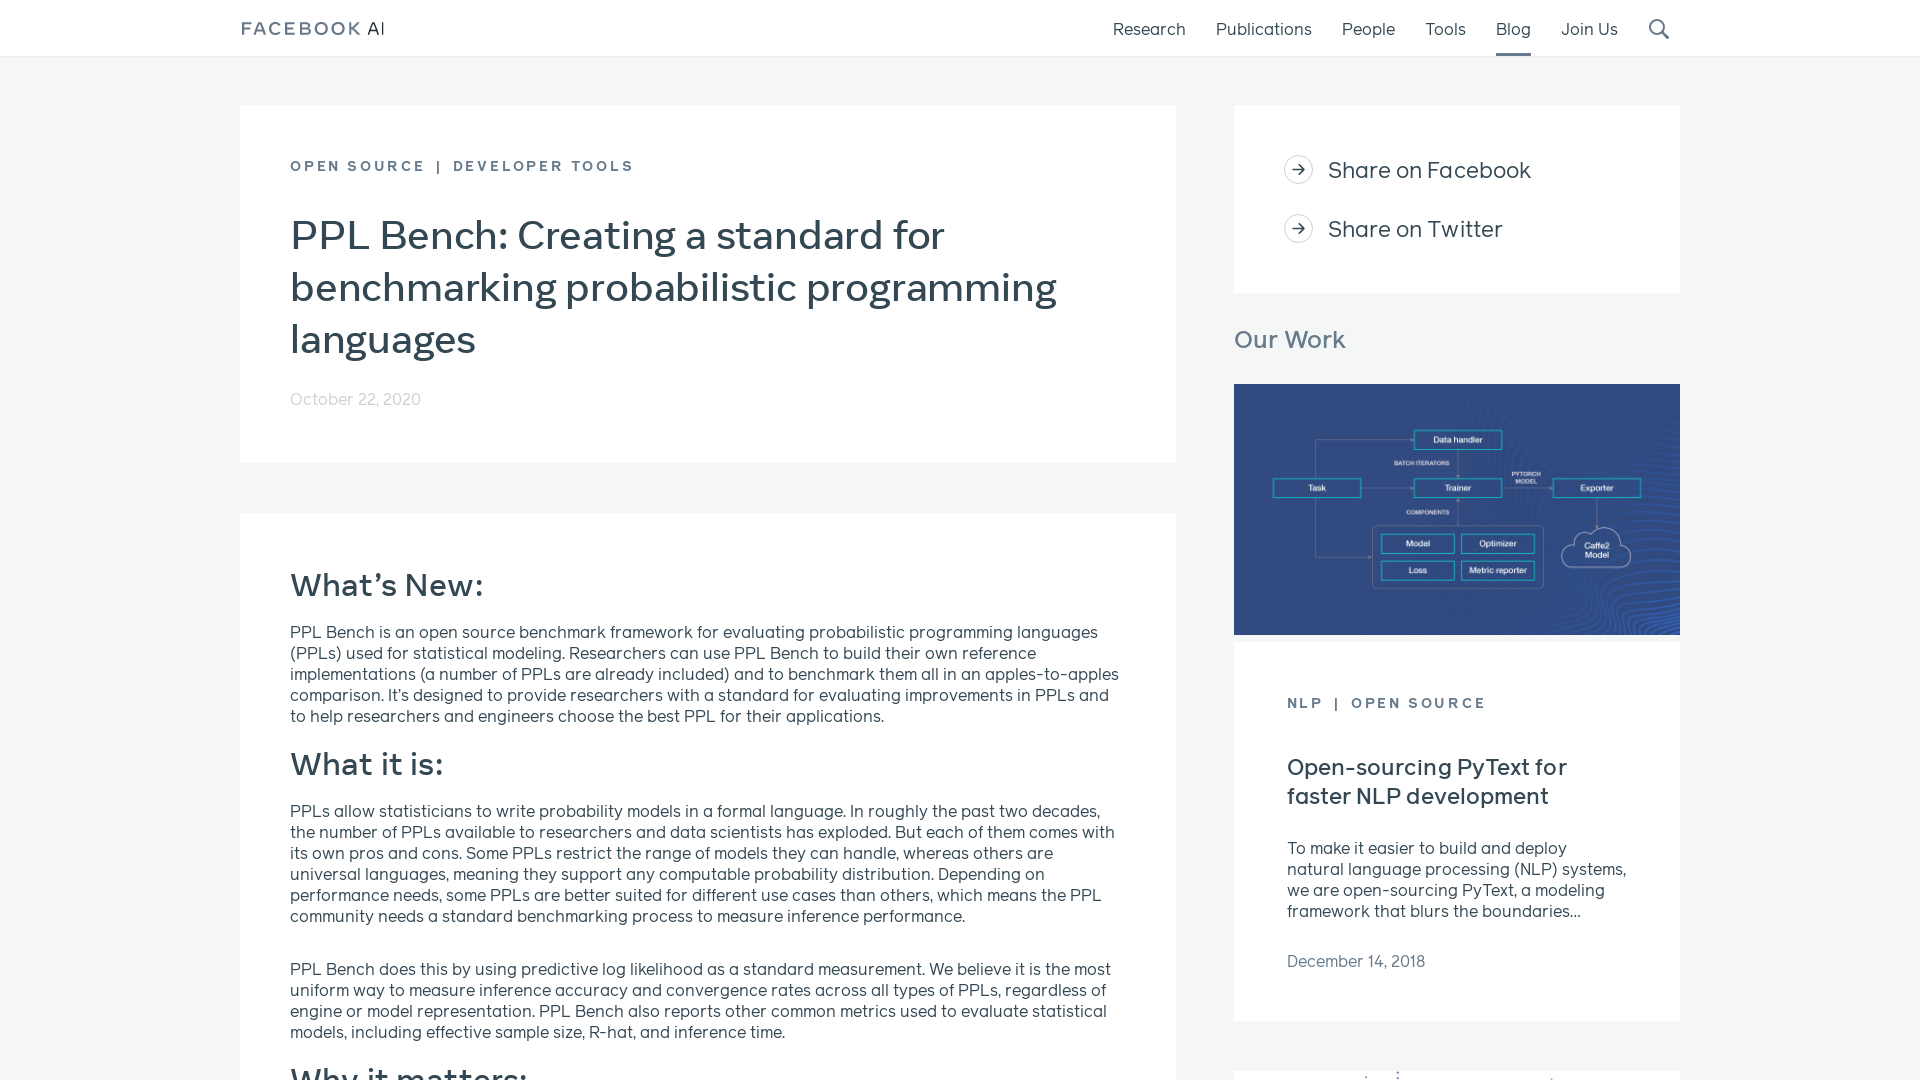 FACEBOOK AI
Research
Publications
People
Tools
Blog
Join Us
OPEN SOURCE | DEVELOPER TOOLS
PPL Bench: Creating a standard for
benchmarking probabilistic programming
languages
October 22, 2020
What’s New:
PPL Bench is an open source benchmark framework for evaluating probabilistic programming languages
(PPLs) used for statistical modeling. Researchers can use PPL Bench to build their own reference
implementations (a number of PPLs are already included) and to benchmark them all in an apples-to-apples
comparison. It’s designed to provide researchers with a standard for evaluating improvements in PPLs and
to help researchers and engineers choose the best PPL for their applications.
What it is:
PPLs allow statisticians to write probability models in a formal language. In roughly the past two decades,
the number of PPLs available to researchers and data scientists has exploded. But each of them comes with
its own pros and cons. Some PPLs restrict the range of models they can handle, whereas others are
universal languages, meaning they support any computable probability distribution. Depending on
performance needs, some PPLs are better suited for different use cases than others, which means the PPL
community needs a standard benchmarking process to measure inference performance.
PPL Bench does this by using predictive log likelihood as a standard measurement. We believe it is the most
uniform way to measure inference accuracy and convergence rates across all types of PPLs, regardless of
engine or model representation. PPL Bench also reports other common metrics used to evaluate statistical
models, including effective sample size, R-hat, and inference time.
Why it matters:
Share on Facebook
Share on Twitter
Our Work
Data handler
BATCH ITERATORS
PYTORCH
MODEL
Task
Trainer
Exporter
COMPONENTS
Model
Optimizer
Loss
Metric reporter
Caffe2
Model
NLP | OPEN SOURCE
Open-sourcing PyText for
faster NLP development
To make it easier to build and deploy
natural language processing (NLP) systems,
we are open-sourcing PyText, a modeling
framework that blurs the boundaries...
December 14, 2018